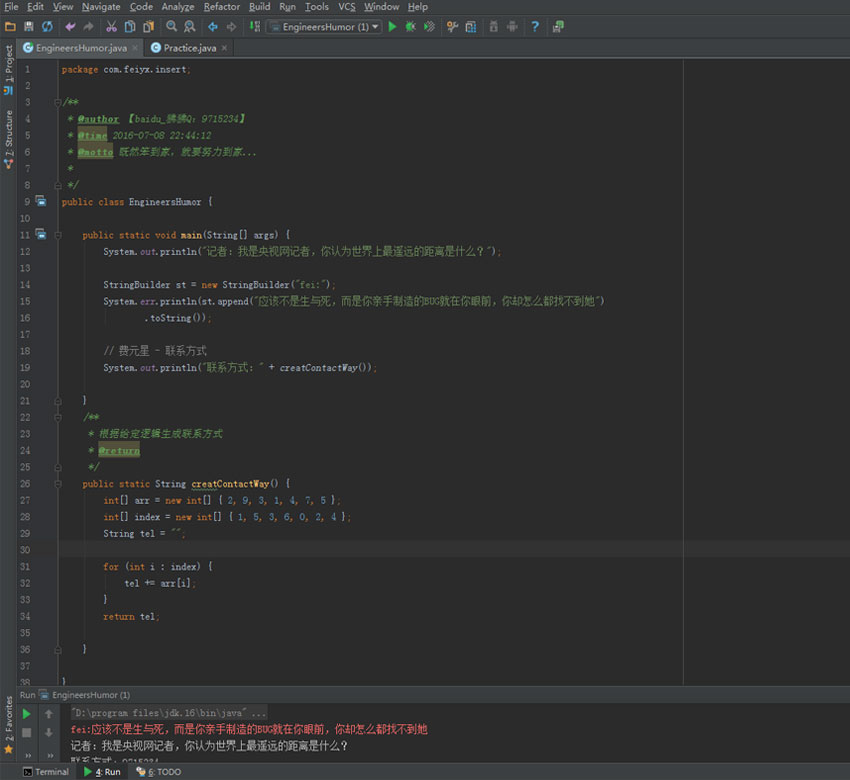 File Edit View Navigate Code Analyze Refactor Build Run Tools VCS Window Help
EngineersHumor (1)
EngineersHumor.java Practice.java
1: Project
7: Structure
2: Favorites
1 package com.feiyx.insert;
2
3 /**
4 * @author 【baidu_狒狒Q: 9715234】
5 * @time 2016-07-08 22:44:12
6 * @motto 既然笨到家，就要努力到家...
7 *
8 */
9 public class EngineersHumor {
10
11 public static void main(String[] args) {
12 System.out.println("记者：我是央视网记者，你认为世界上最遥远的距离是什么？");
13
14 StringBuilder st = new StringBuilder("fei:");
15 System.err.println(st.append("应该不是生与死，而是你亲手制造的BUG就在你眼前，你却怎么都找不到她")
16 .toString());
17
18 // 费元星 - 联系方式
19 System.out.println("联系方式：" + creatContactWay());
20
21 }
22 /**
23 * 根据给定逻辑生成联系方式
24 * @return
25 */
26 public static String creatContactWay() {
27 int[] arr = new int[] { 2, 9, 3, 1, 4, 7, 5 };
28 int[] index = new int[] { 1, 5, 3, 6, 0, 2, 4 };
29 String tel = "";
30
31 for (int i : index) {
32 tel += arr[i];
33 }
34 return tel;
35
36 }
37
38 }
Run EngineersHumor (1)
"D:\program files\jdk.16\bin\java" ...
fei:应该不是生与死，而是你亲手制造的BUG就在你眼前，你却怎么都找不到她
记者：我是央视网记者，你认为世界上最遥远的距离是什么？
联系方式：9715234
Terminal 4: Run 6: TODO